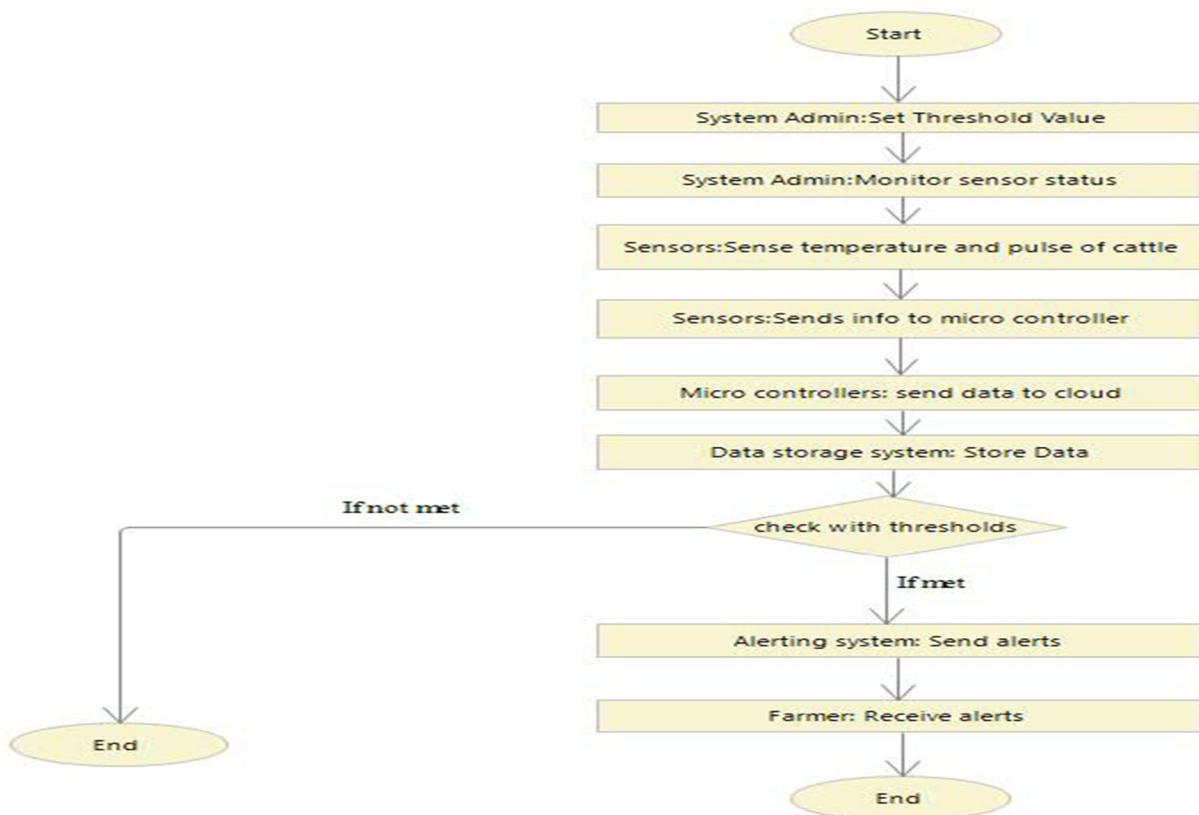 Start
System Admin:Set Threshold Value
System Admin:Monitor sensor status
Sensors:Sense temperature and pulse of cattle
Sensors:Sends info to micro controller
Micro controllers: send data to cloud
Data storage system: Store Data
If not met
check with thresholds
If met
Alerting system: Send alerts
Farmer: Receive alerts
End
End